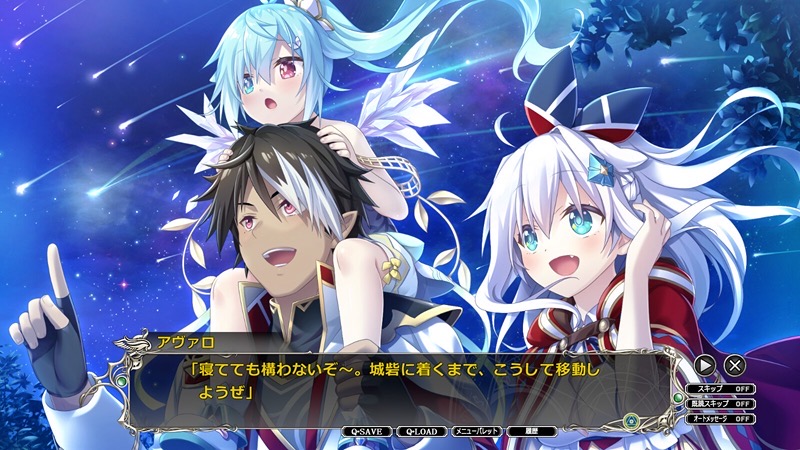 アヴァロ
「寝てても構わないぞ～。城砦に着くまで、こうして移動し
ようぜ」
スキップ OFF
既読スキップ OFF
オートメッセージ OFF
Q・SAVE Q・LOAD メニューパレット 履歴